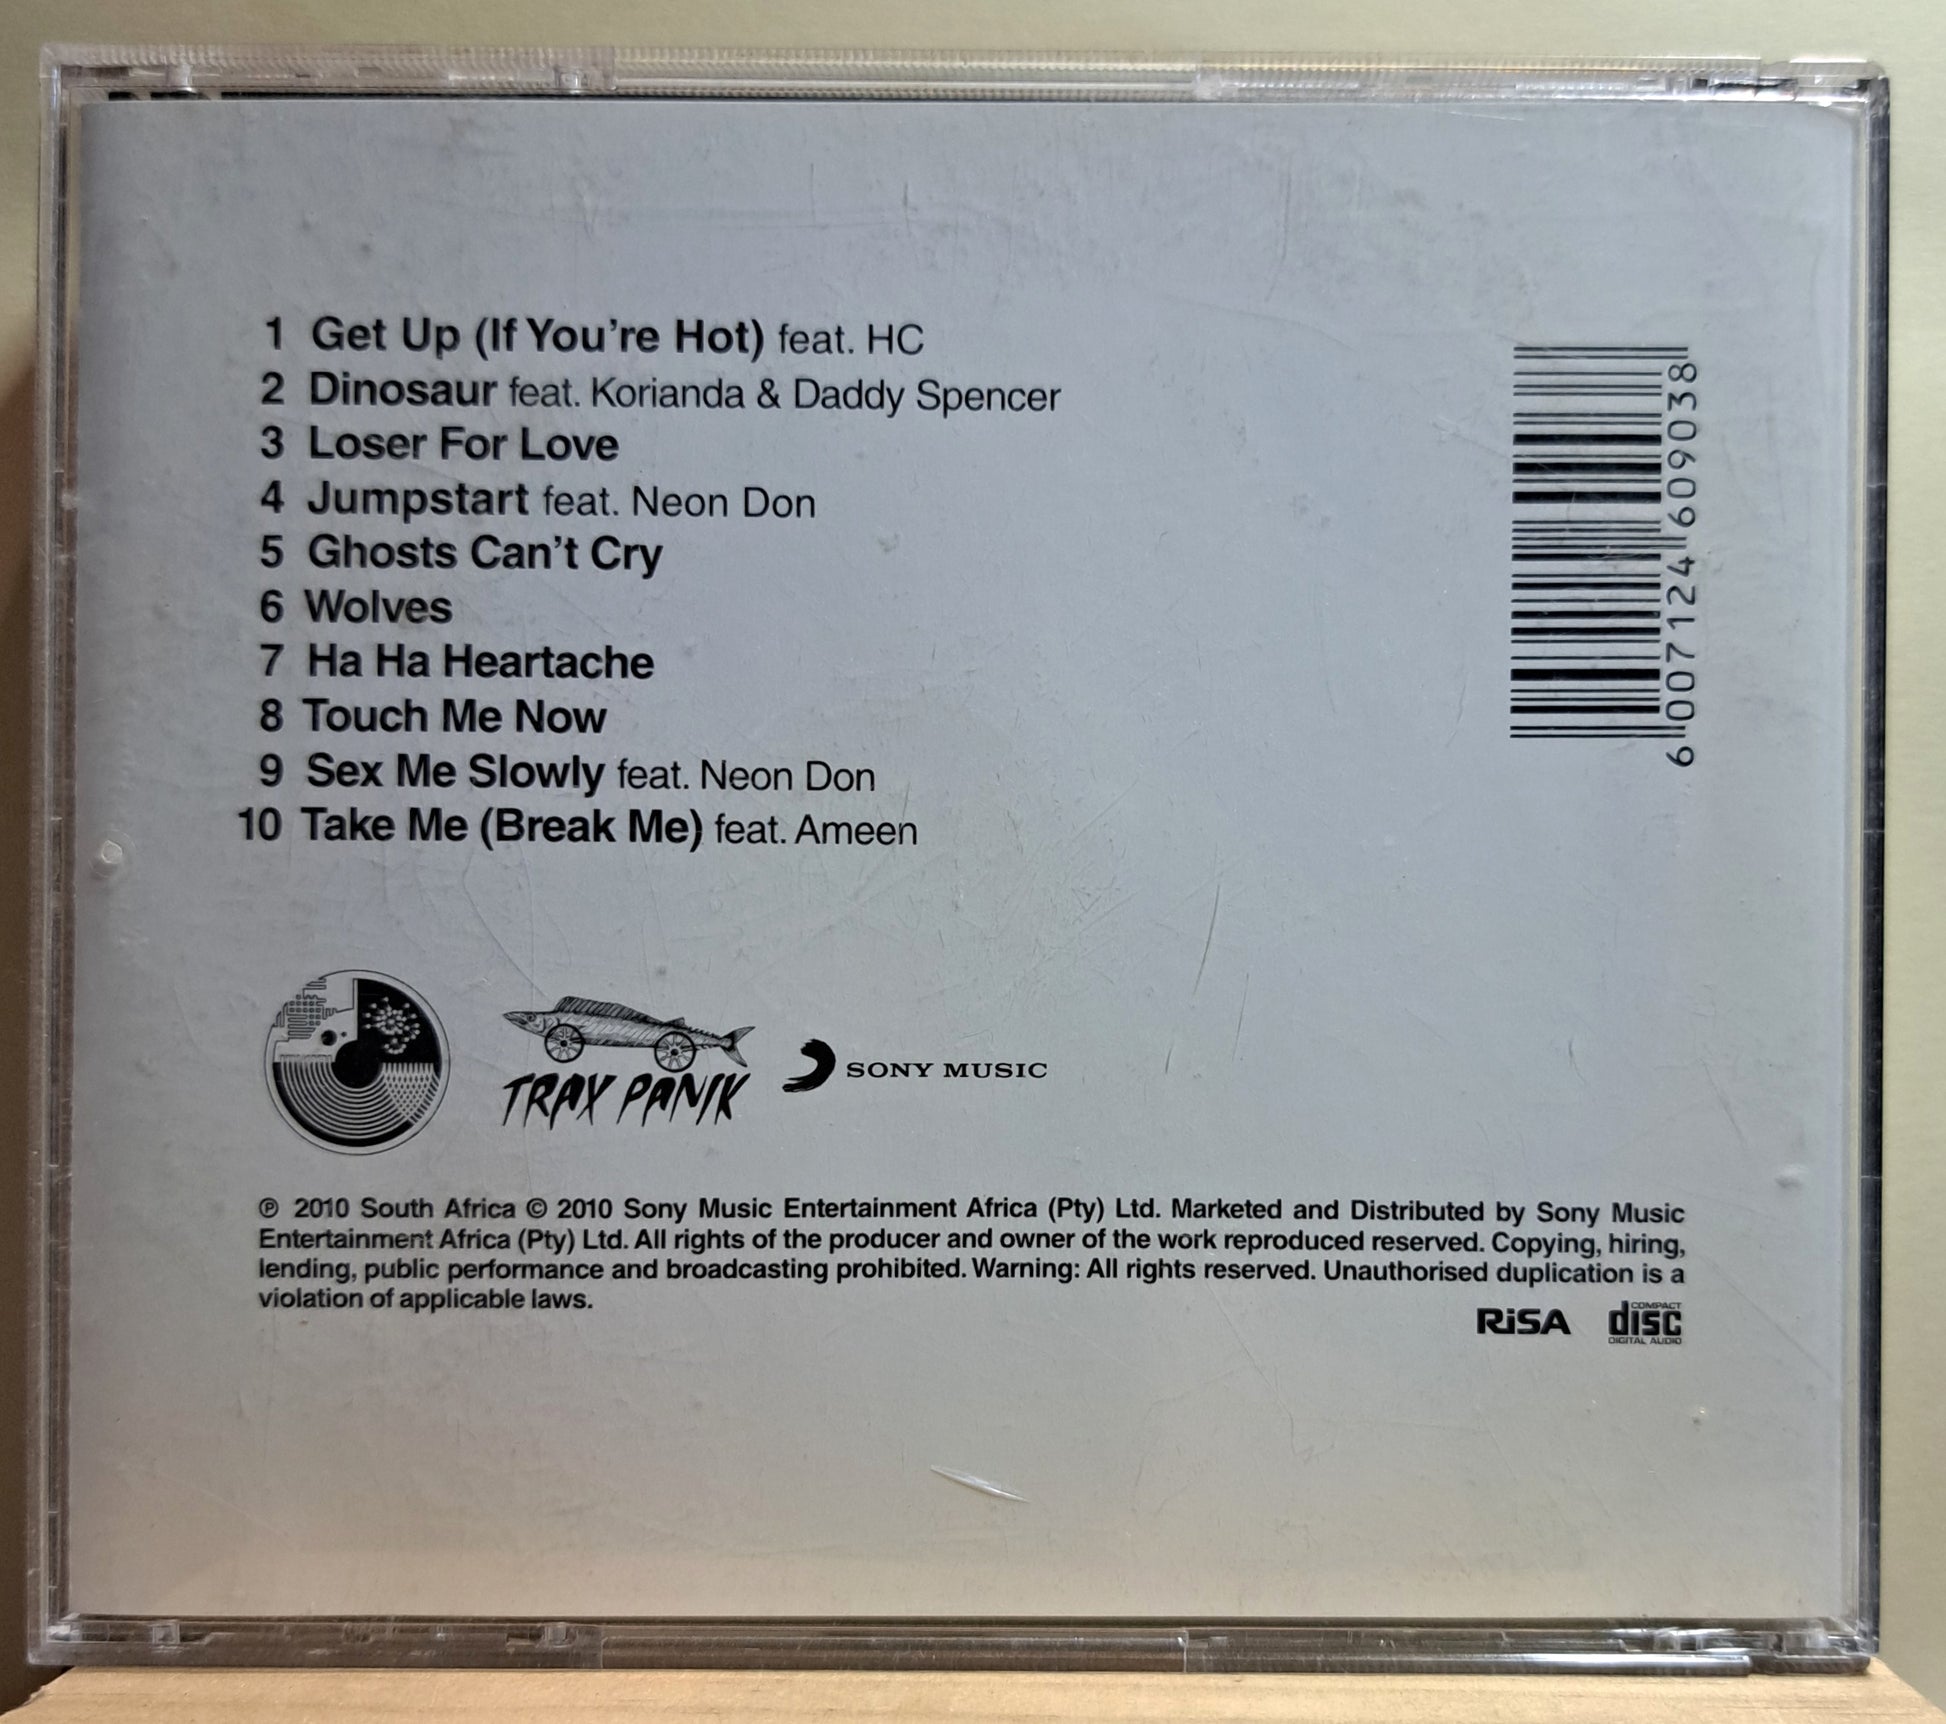 1 Get Up (If You're Hot) feat. HC
2 Dinosaur feat. Korianda & Daddy Spencer
3 Loser For Love
4 Jumpstart feat. Neon Don
5 Ghosts Can't Cry
6 Wolves
7 Ha Ha Heartache
8 Touch Me Now
9 Sex Me Slowly feat. Neon Don
10 Take Me (Break Me) feat. Ameen
6 007124 609038
TRAX PANIK
SONY MUSIC
℗ 2010 South Africa © 2010 Sony Music Entertainment Africa (Pty) Ltd. Marketed and Distributed by Sony Music
Entertainment Africa (Pty) Ltd. All rights of the producer and owner of the work reproduced reserved. Copying, hiring,
lending, public performance and broadcasting prohibited. Warning: All rights reserved. Unauthorised duplication is a
violation of applicable laws.
RiSA
COMPACT
disc
DIGITAL AUDIO